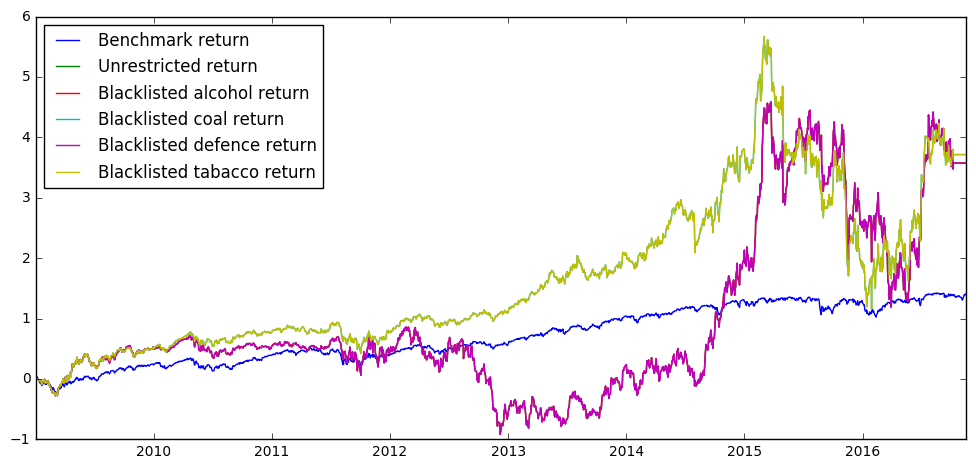 6
5
4
3
2
1
0
−1
Benchmark return
Unrestricted return
Blacklisted alcohol return
Blacklisted coal return
Blacklisted defence return
Blacklisted tabacco return
2010
2011
2012
2013
2014
2015
2016